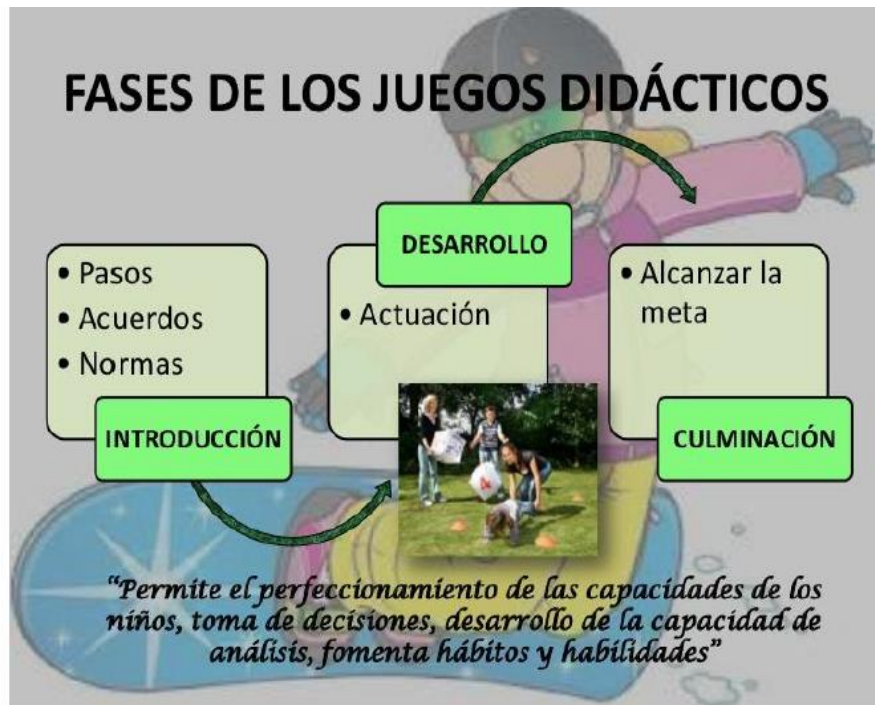 FASES DE LOS JUEGOS DIDÁCTICOS
• Pasos
• Acuerdos
• Normas
INTRODUCCIÓN
DESARROLLO
• Actuación
• Alcanzar la
meta
CULMINACIÓN
4
“Permite el perfeccionamiento de las capacidades de los
niños, toma de decisiones, desarrollo de la capacidad de
análisis, fomenta hábitos y habilidades”